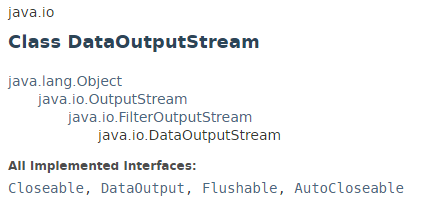 java.io
Class DataOutputStream
java.lang.Object
java.io.OutputStream
java.io.FilterOutputStream
java.io.DataOutputStream
All Implemented Interfaces:
Closeable, DataOutput, Flushable, AutoCloseable